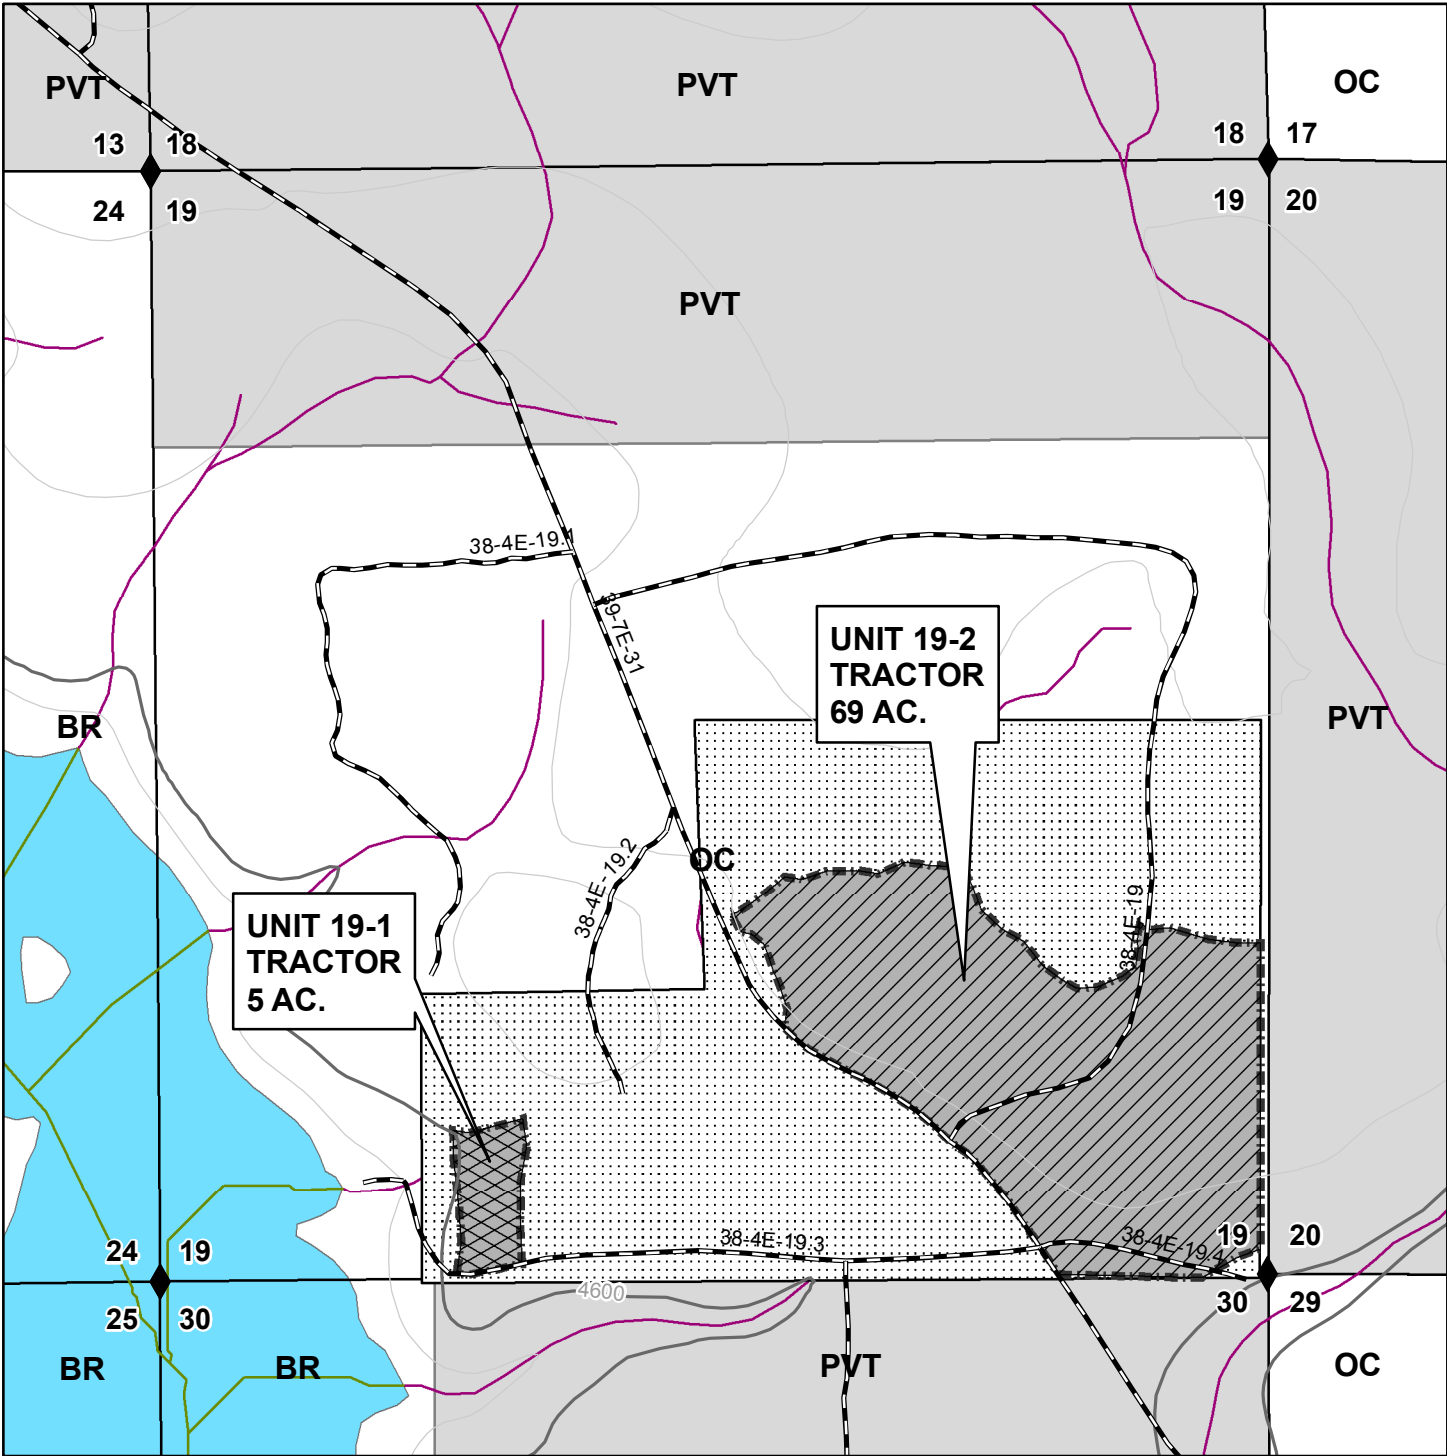 PVT
PVT
OC
13
18
18
17
24
19
19
20
PVT
38-4E-19.1
39-7E-31
UNIT 19-2
TRACTOR
69 AC.
BR
PVT
38-4E-19.2
OC
UNIT 19-1
TRACTOR
5 AC.
38-4E-19
24
19
38-4E-19.3
38-4E-19.4
19
20
25
30
4600
30
29
BR
BR
PVT
OC